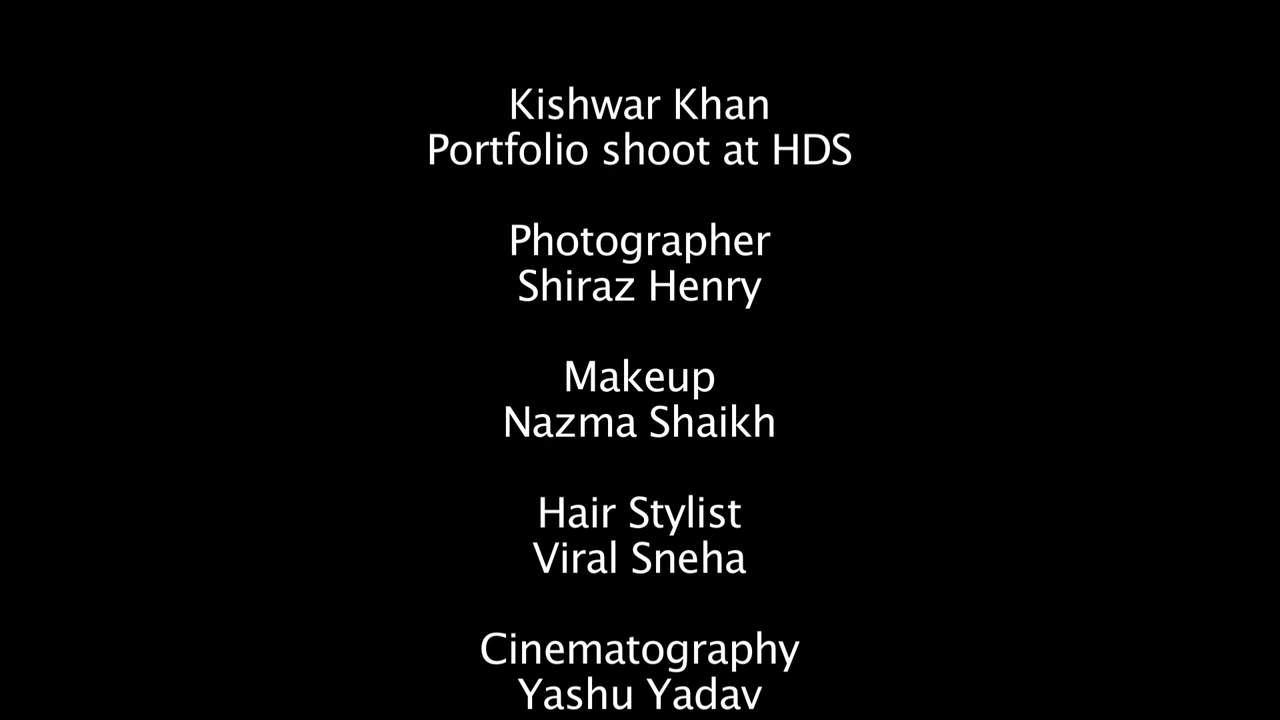 Kishwar Khan
Portfolio shoot at HDS
Photographer
Shiraz Henry
Makeup
Nazma Shaikh
Hair Stylist
Viral Sneha
Cinematography
Yashu Yadav